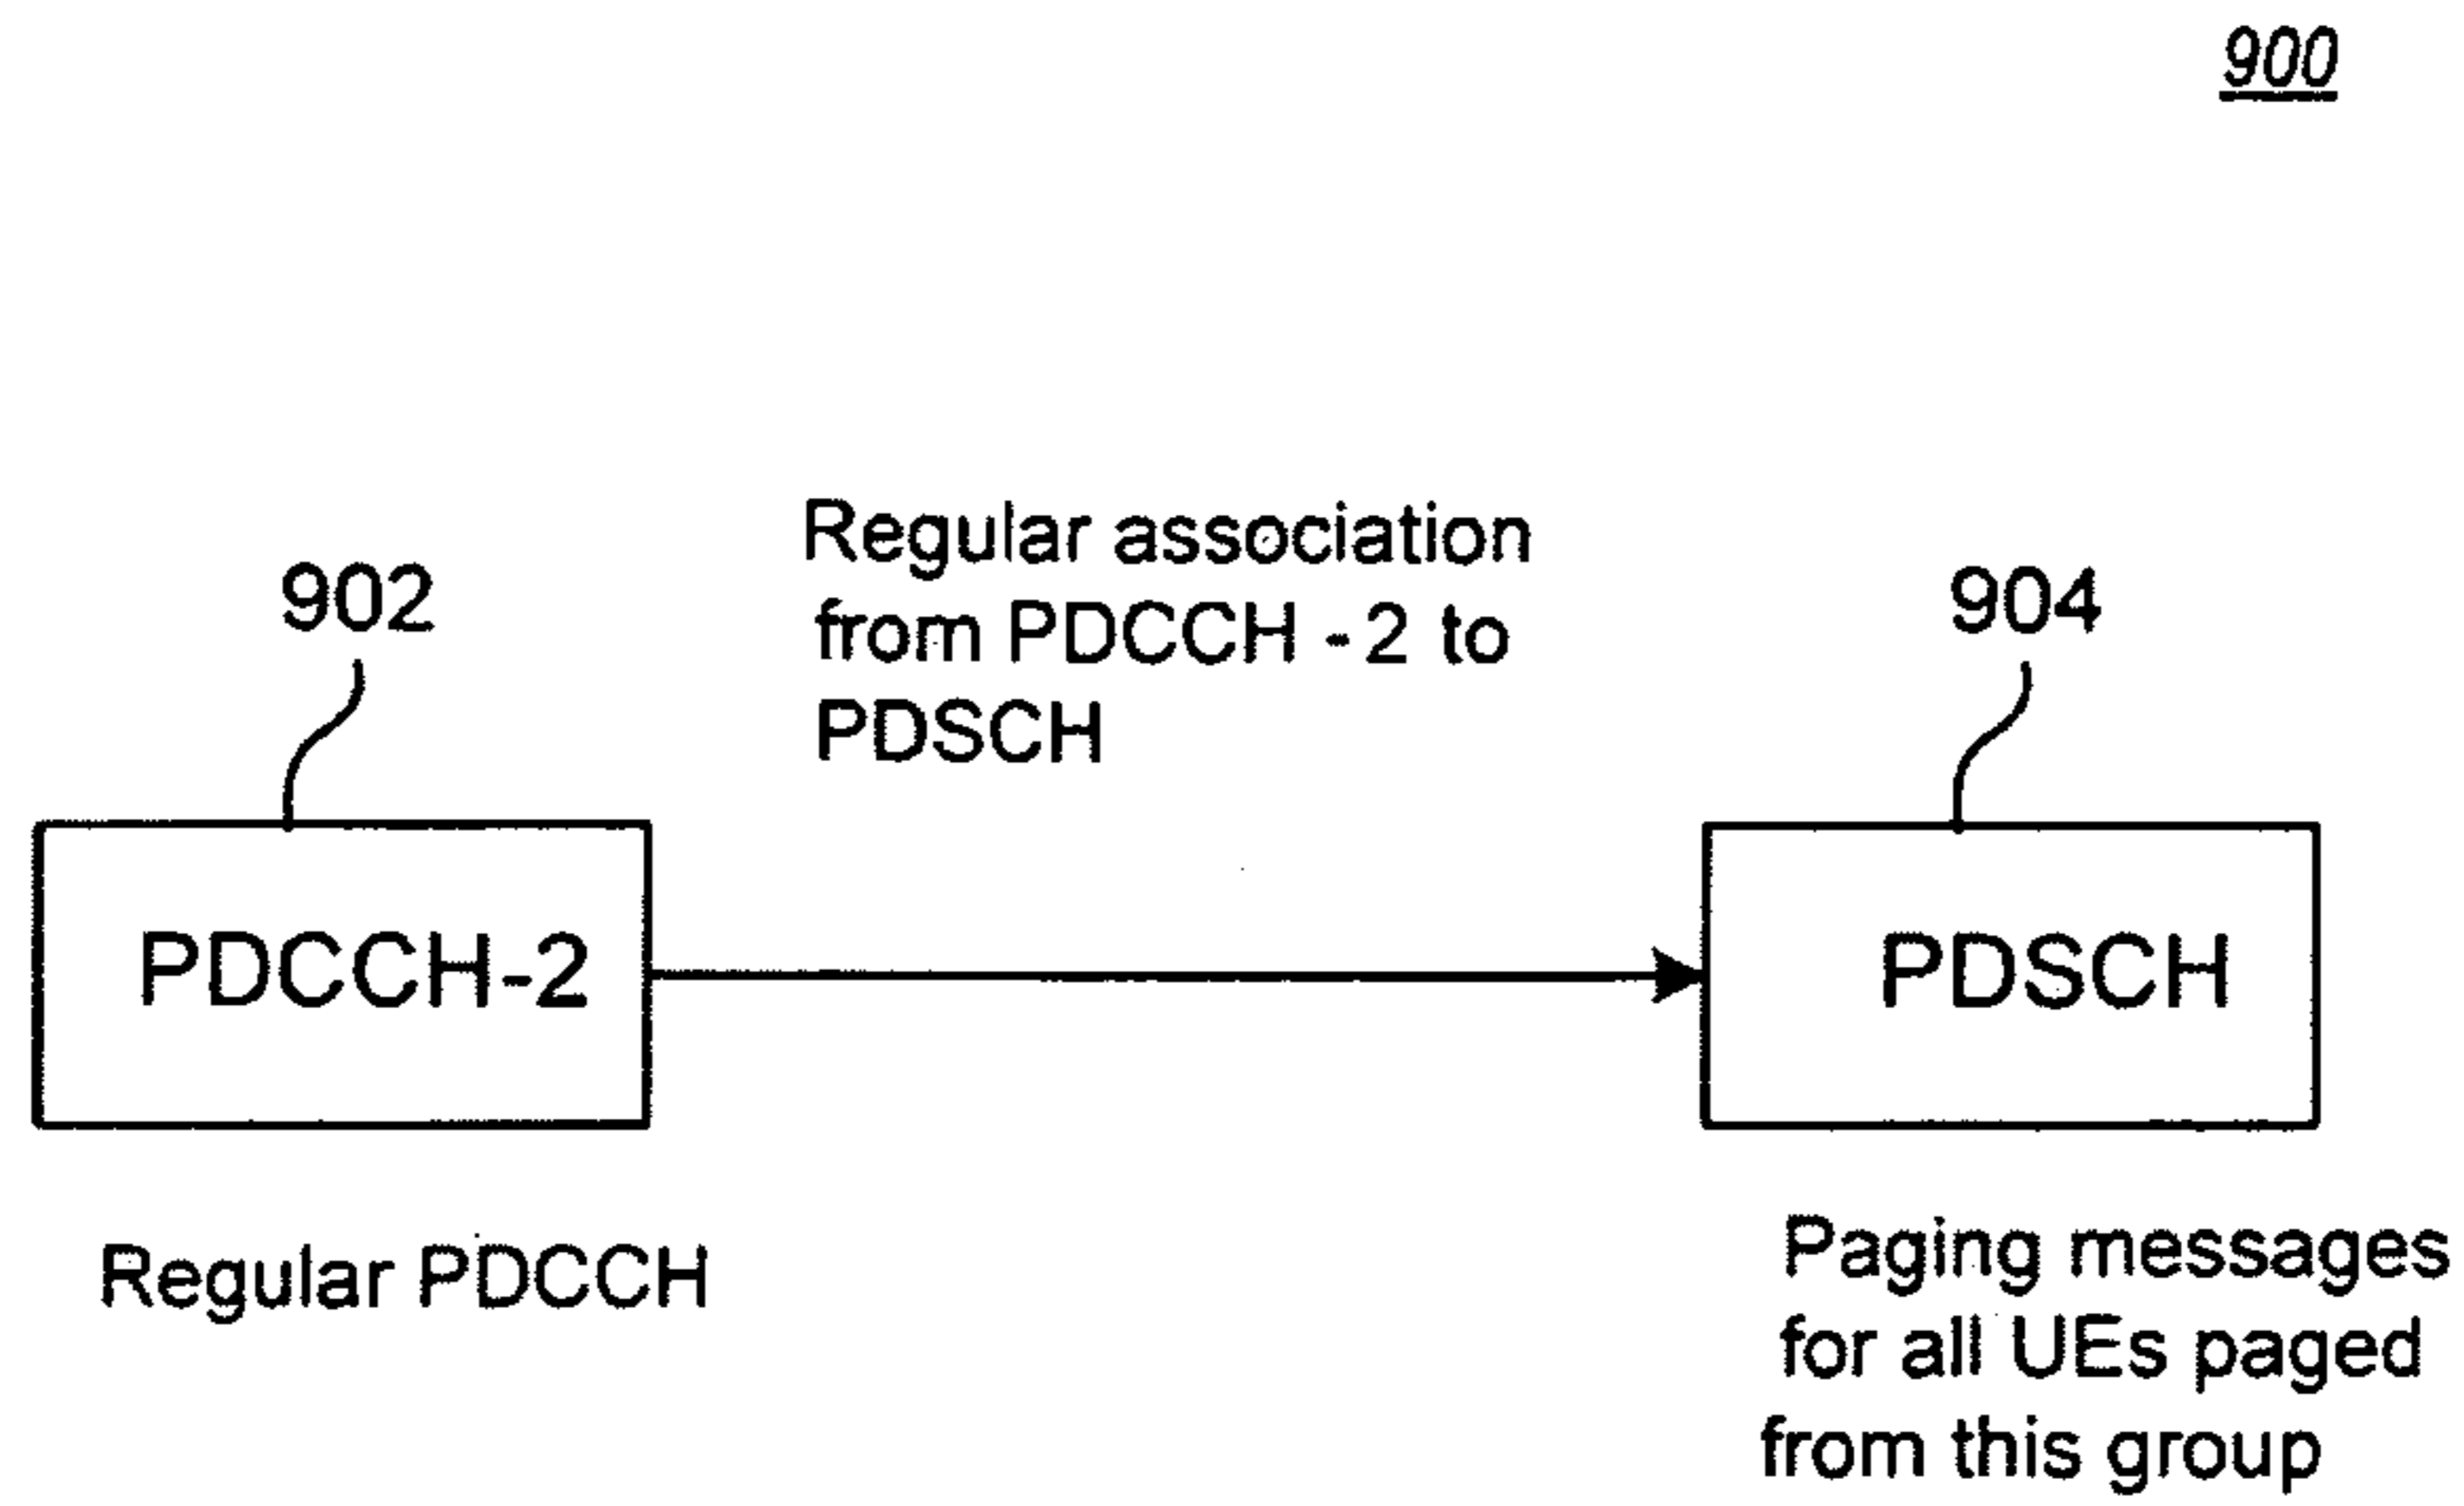 900
Regular association
from PDCCH - 2 to
PDSCH
902
904
PDCCH-2
PDSCH
Regular PDCCH
Paging messages
for all UEs paged
from this group